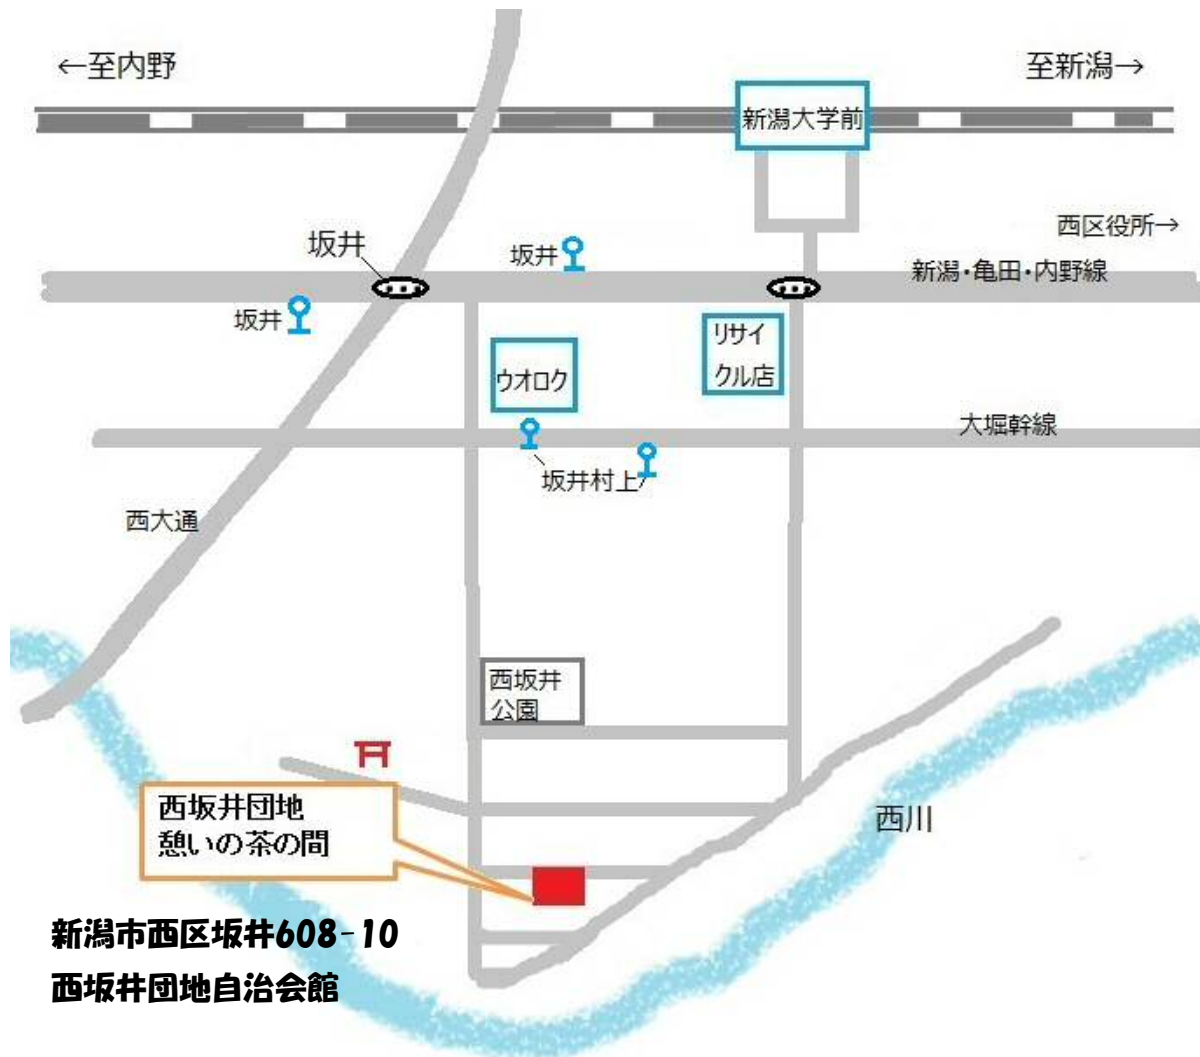 ←至内野
至新潟→
新潟大学前
西区役所→
坂井
坂井
新潟・亀田・内野線
坂井
リサイ
クル店
ウオロク
大堀幹線
坂井村上
西大通
西坂井
公園
西坂井団地
憩いの茶の間
西川
新潟市西区坂井608-10
西坂井団地自治会館